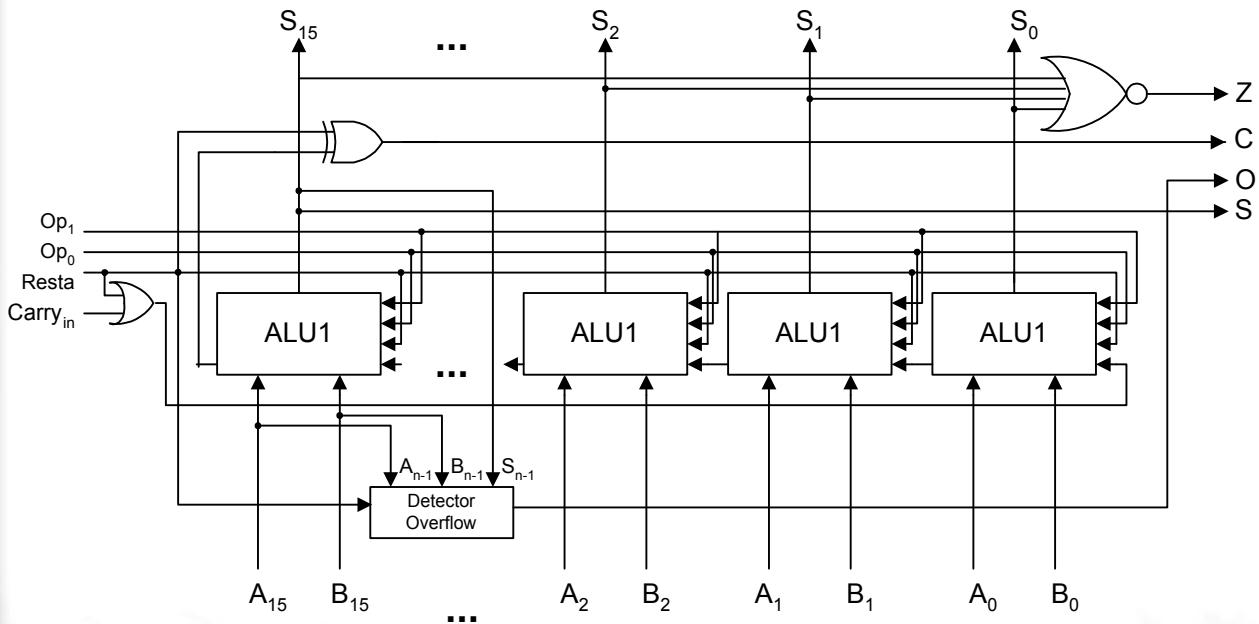 S15 ... S2 S1 S0
Z
C
O
S
Op1
Op0
Resta
Carryin
ALU1 ... ALU1 ALU1 ALU1
An-1 Bn-1 Sn-1
Detector
Overflow
A15 B15 A2 B2 A1 B1 A0 B0
...